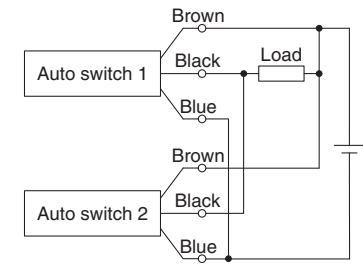 Brown
Auto switch 1
Black
Load
Blue
Brown
Auto switch 2
Black
Blue